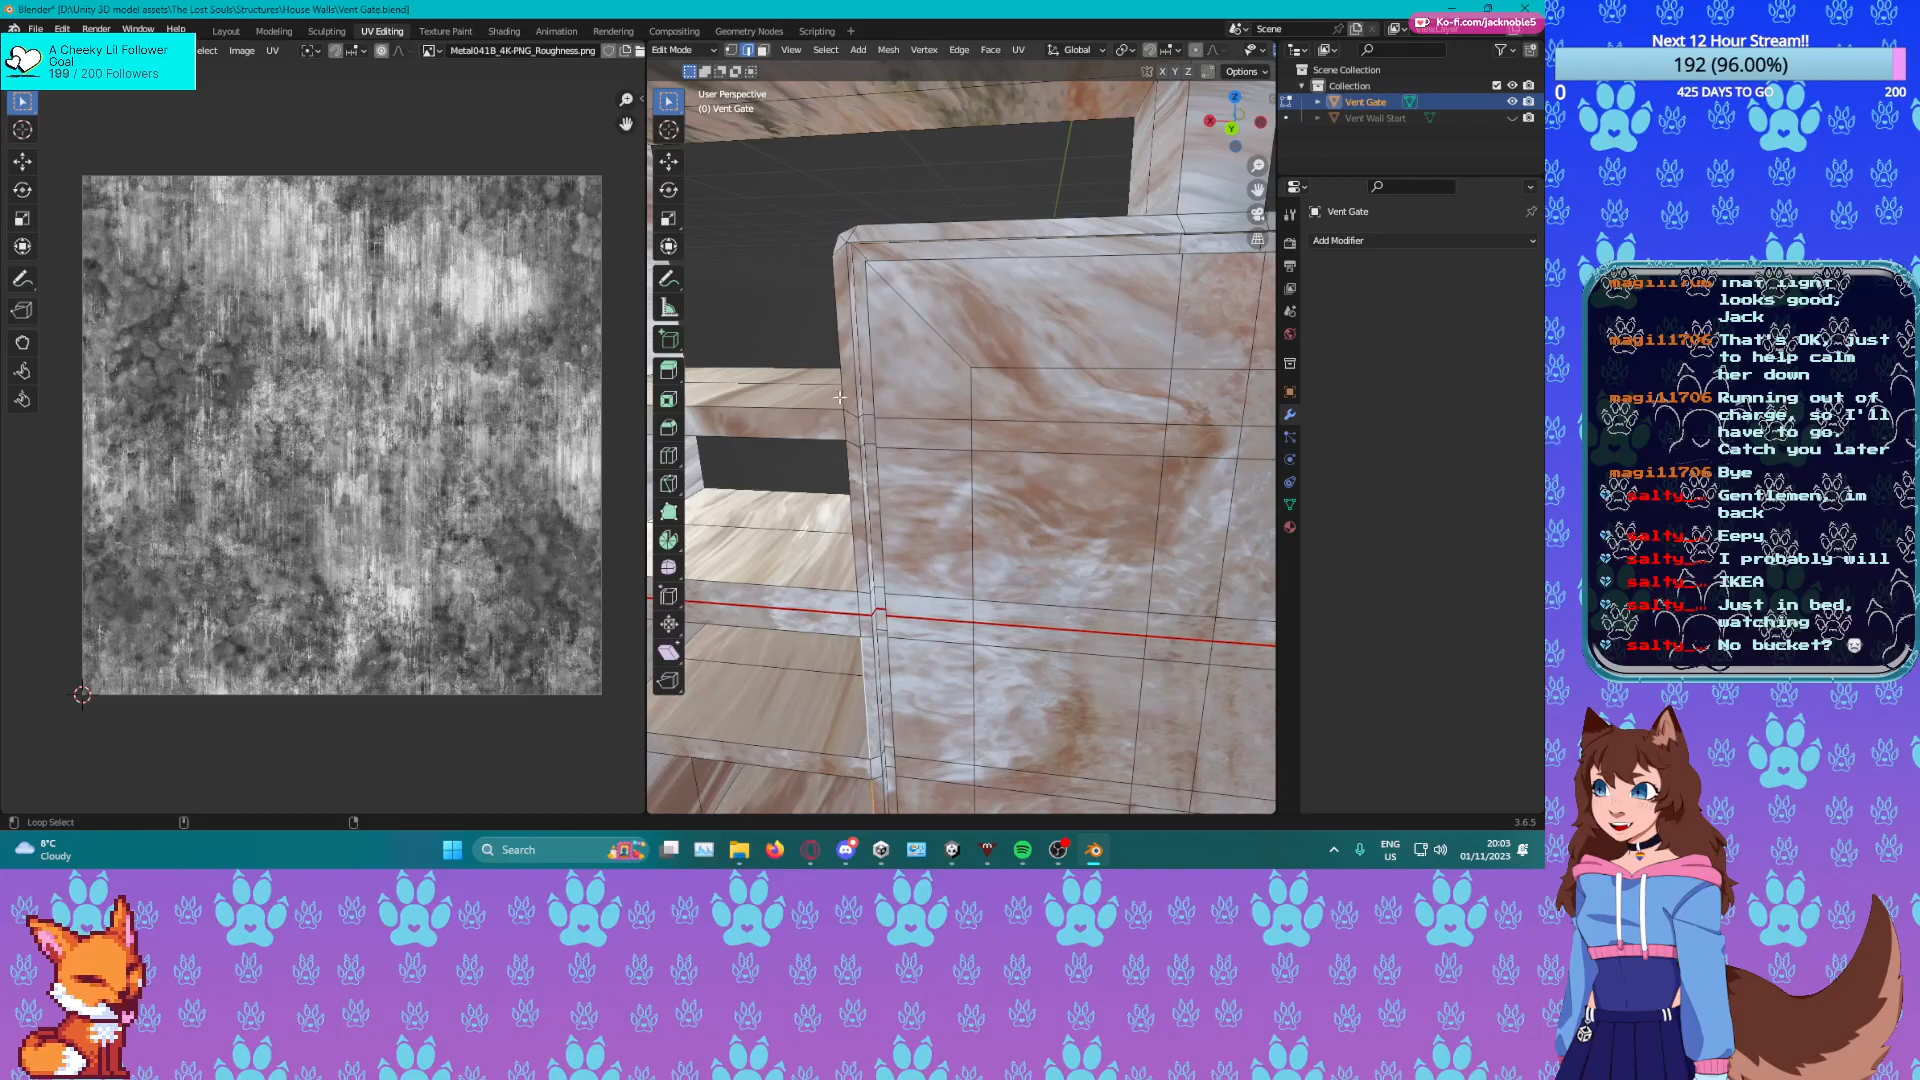 Blender* [D:\Unity 3D model assets\The Lost Souls\Structures\House Walls\Vent Gate.blend]
File Edit Render Window Help Layout Modeling Sculpting UV Editing Texture Paint Shading Animation Rendering Compositing Geometry Nodes Scripting
Scene
Ko-fi.com/jacknoble5
A Cheeky Lil Follower
Goal
199 / 200 Followers
Image UV
Metal041B_4K-PNG_Roughness.png
Edit Mode View Select Add Mesh Vertex Edge Face UV Global
X Y Z
Options
User Perspective
(0) Vent Gate
Z
X
Y
Scene Collection
Collection
Vent Gate
Vent Wall Start
Vent Gate
Add Modifier
Loop Select
3.6.5
8°C
Cloudy
Search
ENG
US
20:03
01/11/2023
Next 12 Hour Stream!!
192 (96.00%)
0
425 DAYS TO GO
200
magi11706 That light
looks good,
Jack
magi11706 That's OK, just
to help calm
her down
magi11706 Running out of
charge, so I'll
have to go.
Catch you later
magi11706 Bye
salty_... Gentlemen, im
back
salty_... Eepy
salty_... I probably will
salty_... IKEA
salty_... Just in bed,
watching
salty_... No bucket?